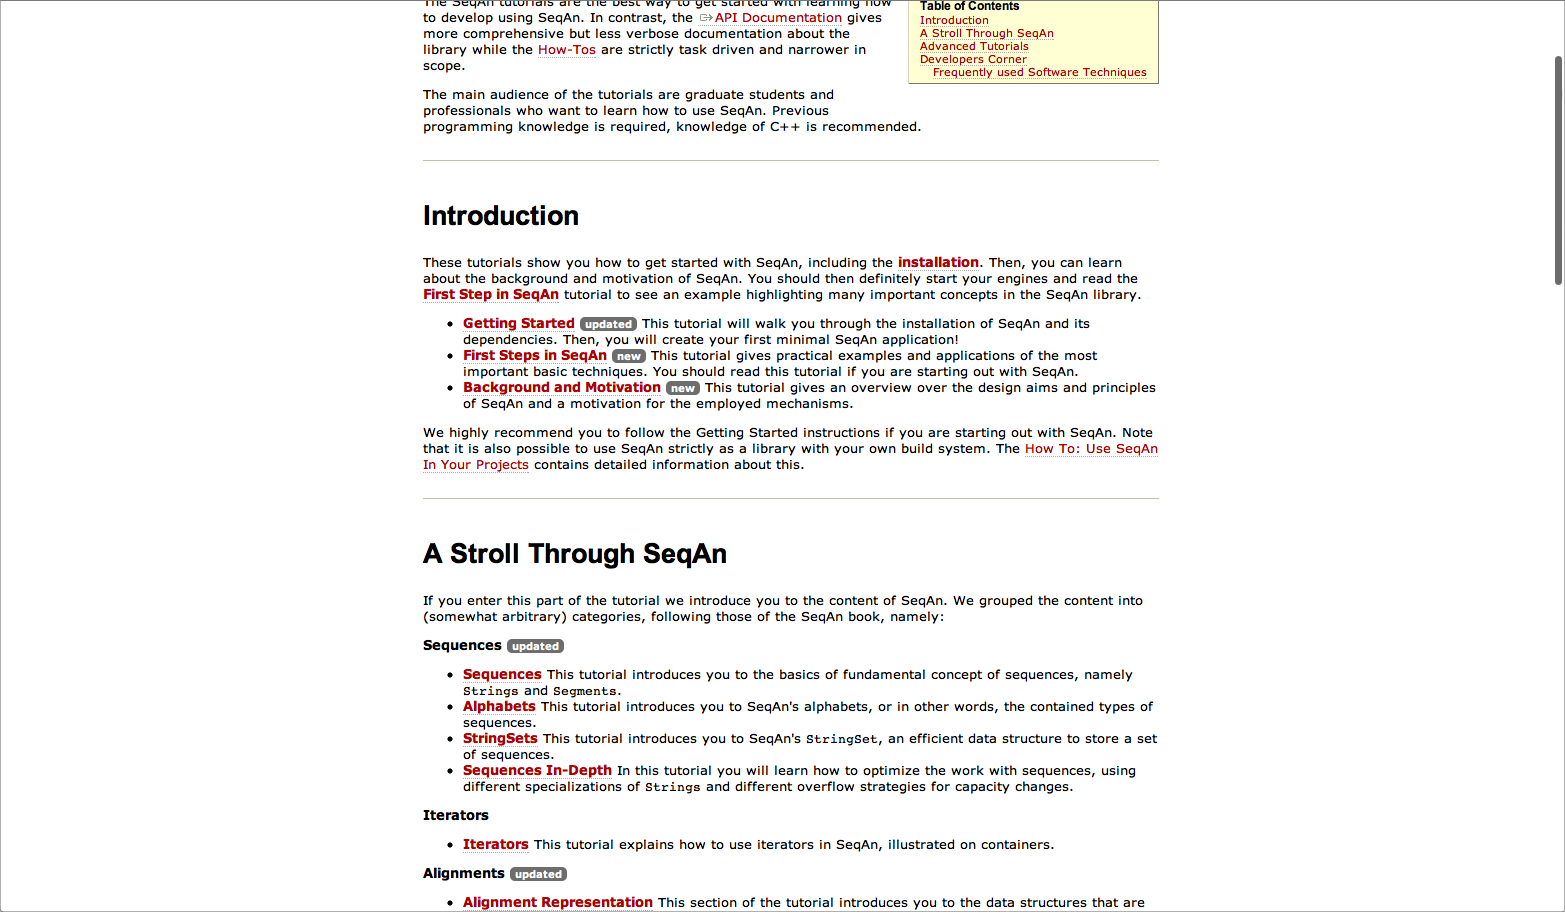 The SeqAn tutorials are the best way to get started with learning how
to develop using SeqAn. In contrast, the API Documentation gives
more comprehensive but less verbose documentation about the
library while the How-Tos are strictly task driven and narrower in
scope.
The main audience of the tutorials are graduate students and
professionals who want to learn how to use SeqAn. Previous
programming knowledge is required, knowledge of C++ is recommended.
Table of Contents
Introduction
A Stroll Through SeqAn
Advanced Tutorials
Developers Corner
Frequently used Software Techniques
Introduction
These tutorials show you how to get started with SeqAn, including the installation. Then, you can learn
about the background and motivation of SeqAn. You should then definitely start your engines and read the
First Step in SeqAn tutorial to see an example highlighting many important concepts in the SeqAn library.
• Getting Started updated This tutorial will walk you through the installation of SeqAn and its
dependencies. Then, you will create your first minimal SeqAn application!
• First Steps in SeqAn new This tutorial gives practical examples and applications of the most
important basic techniques. You should read this tutorial if you are starting out with SeqAn.
• Background and Motivation new This tutorial gives an overview over the design aims and principles
of SeqAn and a motivation for the employed mechanisms.
We highly recommend you to follow the Getting Started instructions if you are starting out with SeqAn. Note
that it is also possible to use SeqAn strictly as a library with your own build system. The How To: Use SeqAn
In Your Projects contains detailed information about this.
A Stroll Through SeqAn
If you enter this part of the tutorial we introduce you to the content of SeqAn. We grouped the content into
(somewhat arbitrary) categories, following those of the SeqAn book, namely:
Sequences updated
• Sequences This tutorial introduces you to the basics of fundamental concept of sequences, namely
Strings and Segments.
• Alphabets This tutorial introduces you to SeqAn's alphabets, or in other words, the contained types of
sequences.
• StringSets This tutorial introduces you to SeqAn's StringSet, an efficient data structure to store a set
of sequences.
• Sequences In-Depth In this tutorial you will learn how to optimize the work with sequences, using
different specializations of Strings and different overflow strategies for capacity changes.
Iterators
• Iterators This tutorial explains how to use iterators in SeqAn, illustrated on containers.
Alignments updated
• Alignment Representation This section of the tutorial introduces you to the data structures that are